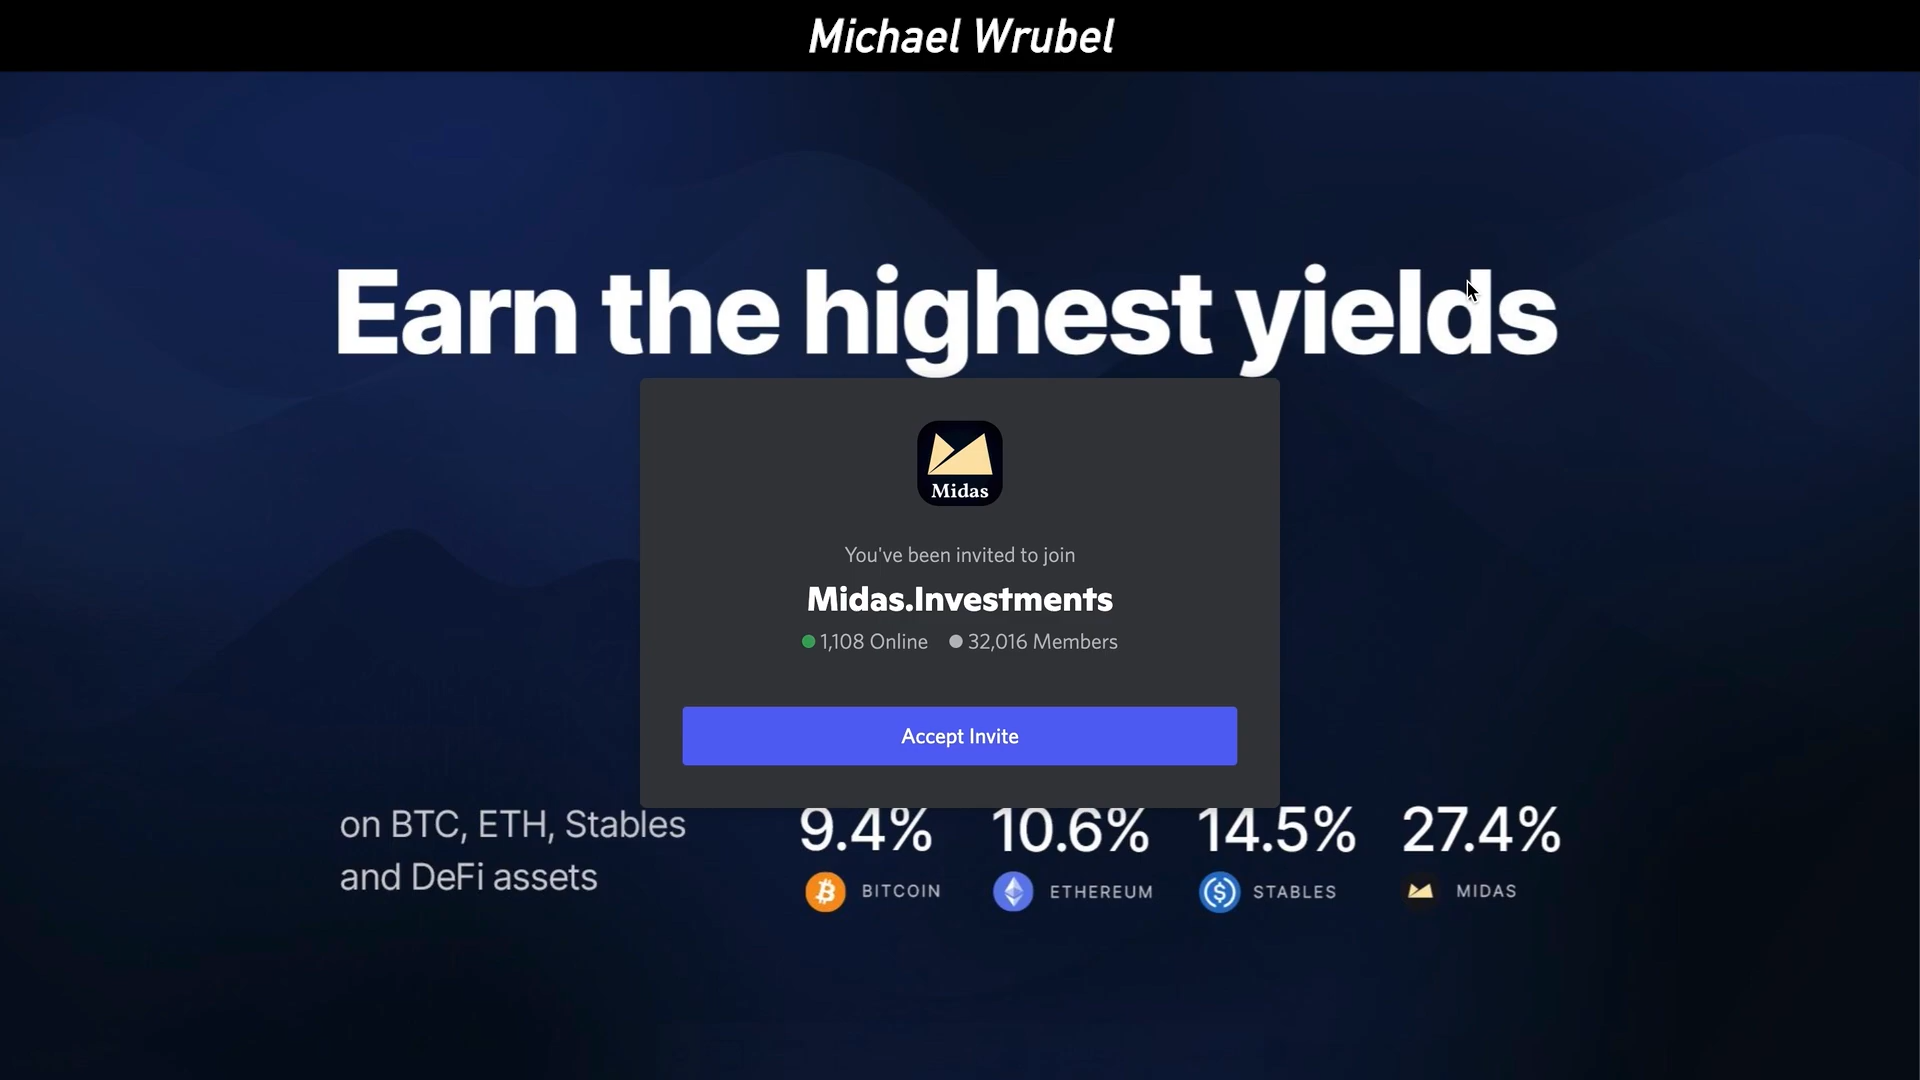 Michael Wrubel
Earn the highest yields
Midas
You've been invited to join
Midas.Investments
1,108 Online 32,016 Members
Accept Invite
on BTC, ETH, Stables
and DeFi assets
9.4% 10.6% 14.5% 27.4%
BITCOIN ETHEREUM STABLES MIDAS